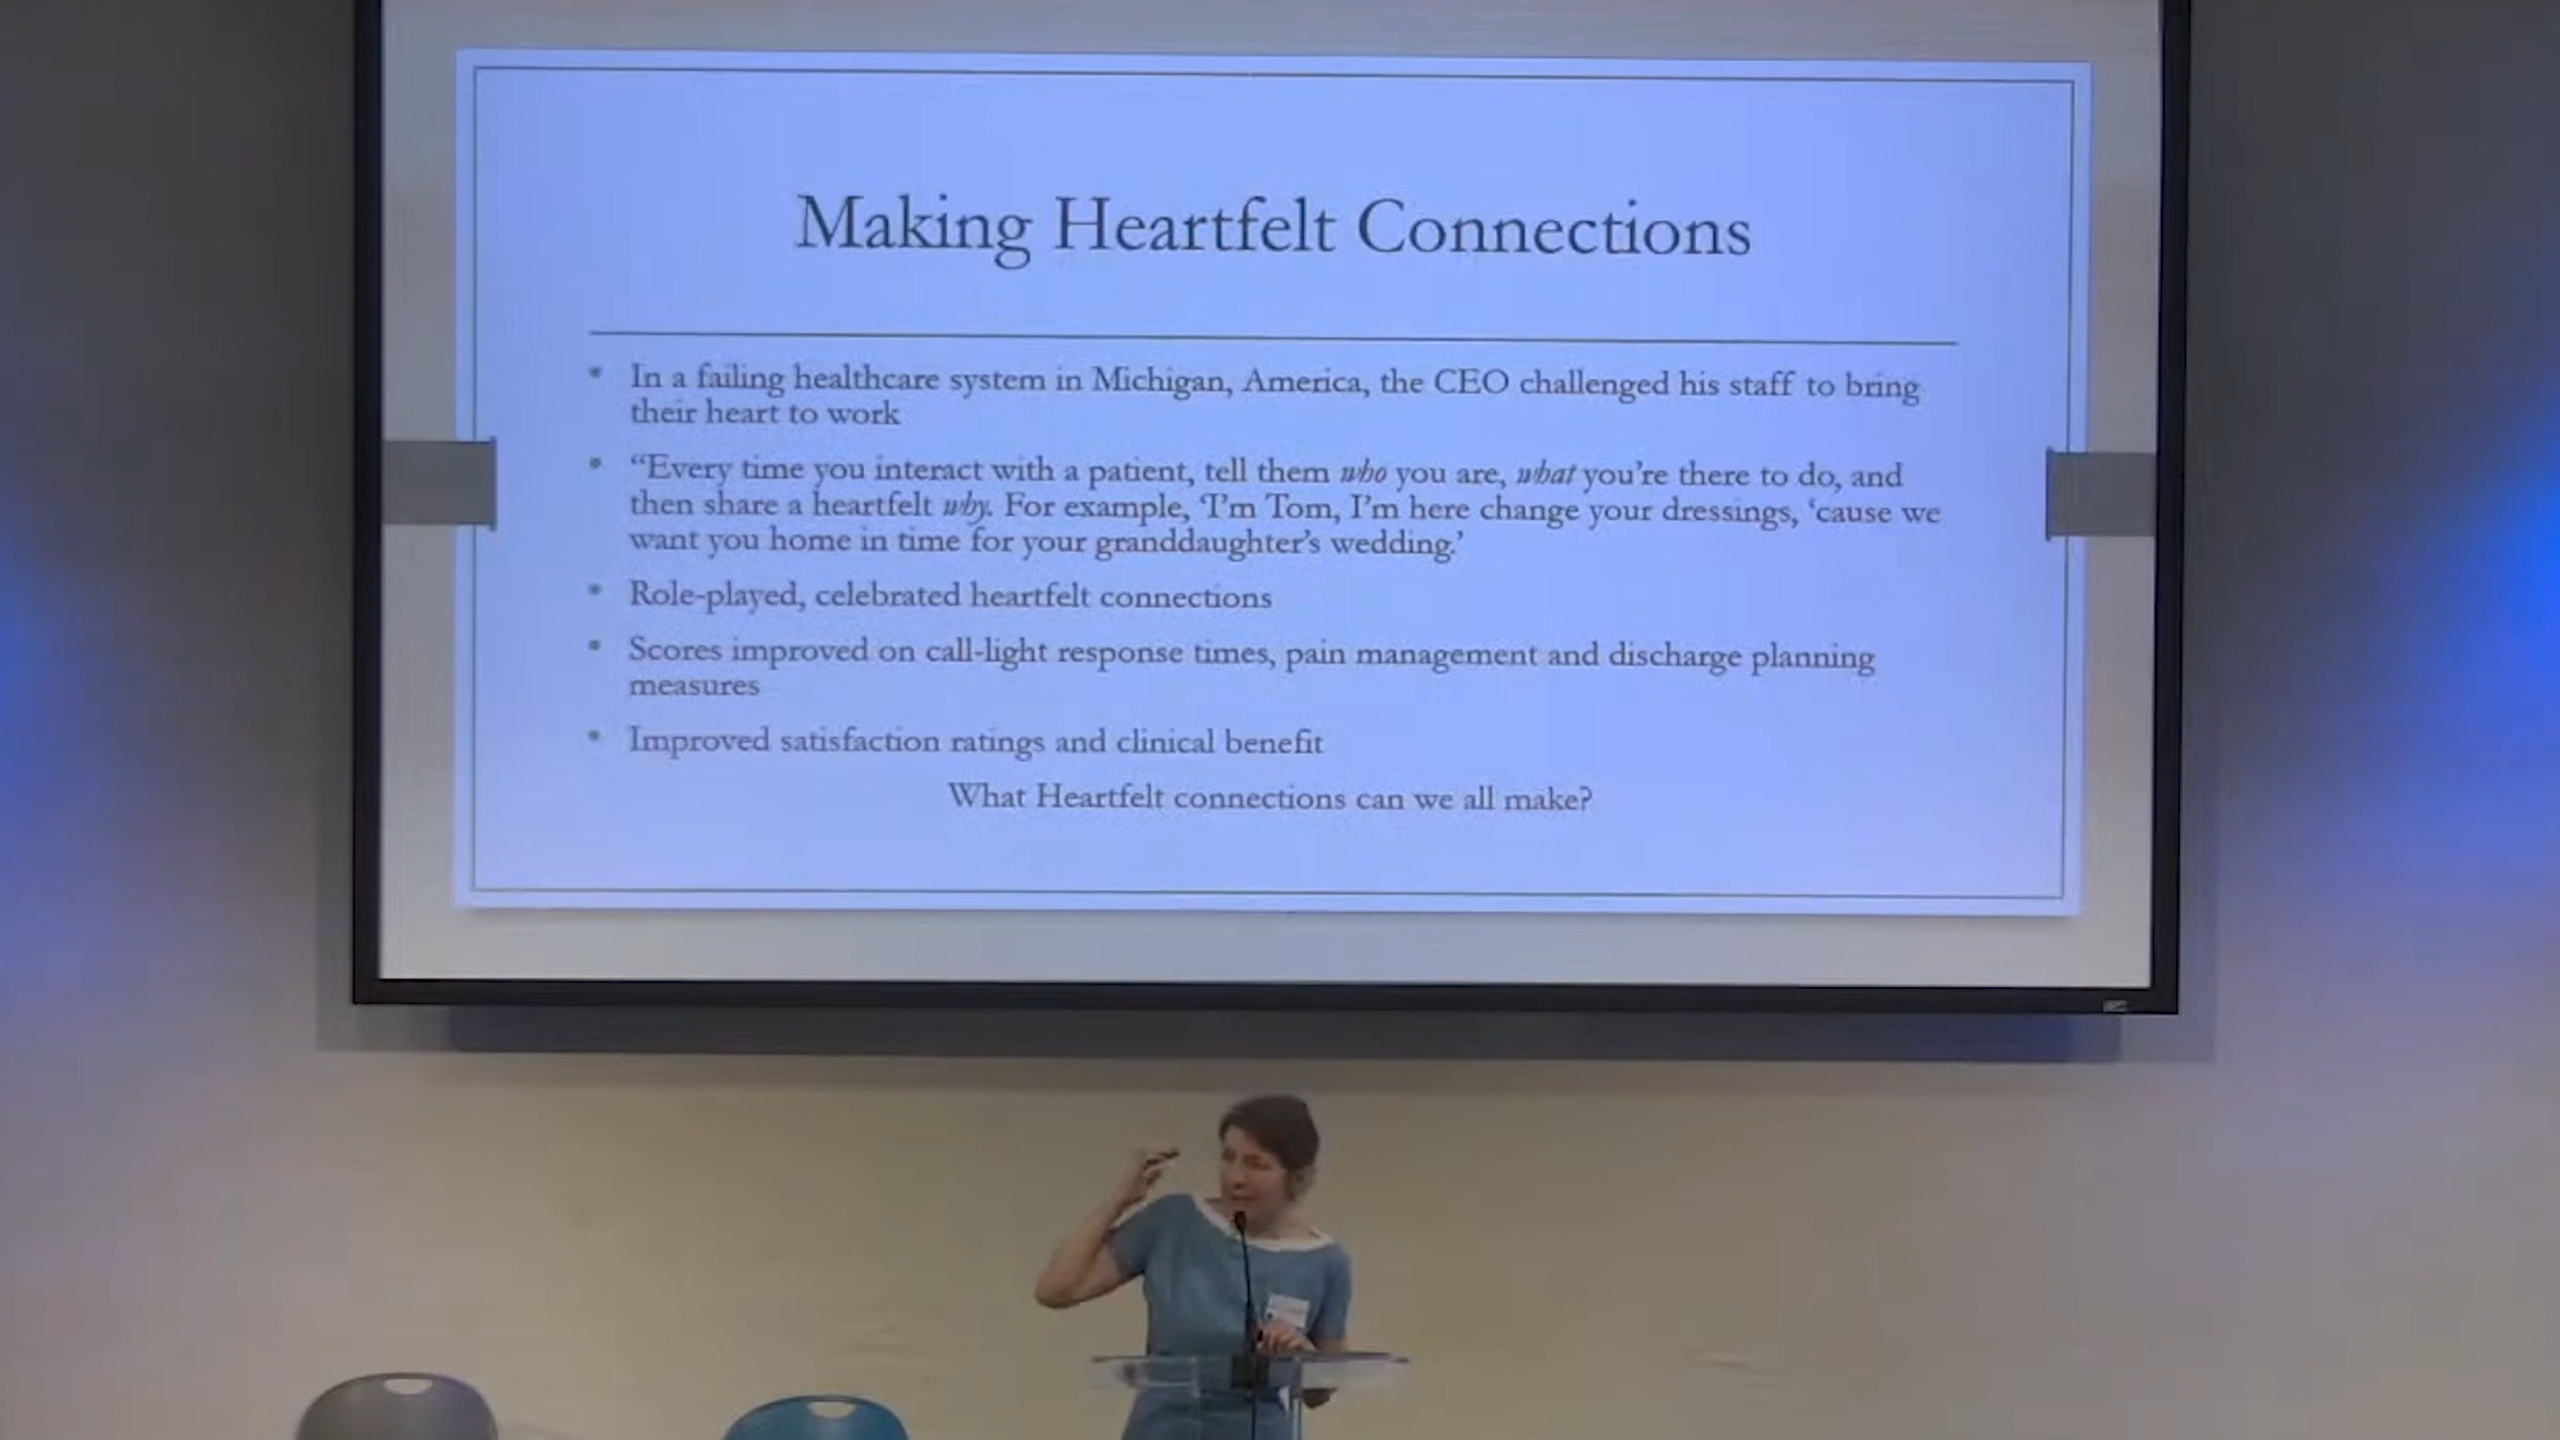 Making Heartfelt Connections
• In a failing healthcare system in Michigan, America, the CEO challenged his staff to bring
their heart to work
• “Every time you interact with a patient, tell them who you are, what you’re there to do, and
then share a heartfelt why. For example, ‘I’m Tom, I’m here change your dressings, ‘cause we
want you home in time for your granddaughter’s wedding.’
• Role-played, celebrated heartfelt connections
• Scores improved on call-light response times, pain management and discharge planning
measures
• Improved satisfaction ratings and clinical benefit
What Heartfelt connections can we all make?